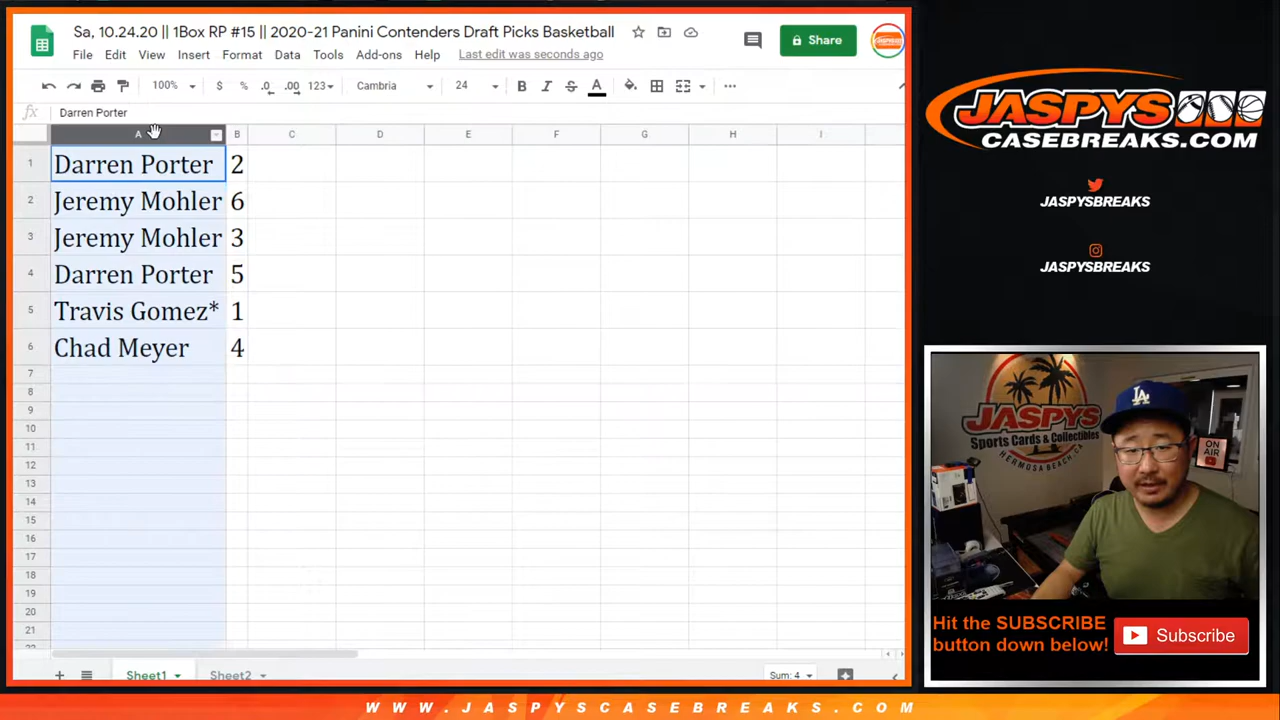 Sa, 10.24.20 || 1Box RP #15 || 2020-21 Panini Contenders Draft Picks Basketball
File Edit View Insert Format Data Tools Add-ons Help Last edit was seconds ago
Share
100% $ % .0 .00 123 Cambria 24 B I S A
fx Darren Porter
A B C D E F G H I
1 Darren Porter 2
2 Jeremy Mohler 6
3 Jeremy Mohler 3
4 Darren Porter 5
5 Travis Gomez* 1
6 Chad Meyer 4
7
8
9
10
11
12
13
14
15
16
17
18
19
20
21
22
+ Sheet1 Sheet2 Sum: 4
JASPYS
CASEBREAKS.COM
JASPYSBREAKS
JASPYSBREAKS
JASPYS
Sports Cards & Collectibles
HERMOSA BEACH, CA
ON AIR
LA
Hit the SUBSCRIBE
button down below!
Subscribe
WWW.JASPYSCASEBREAKS.COM